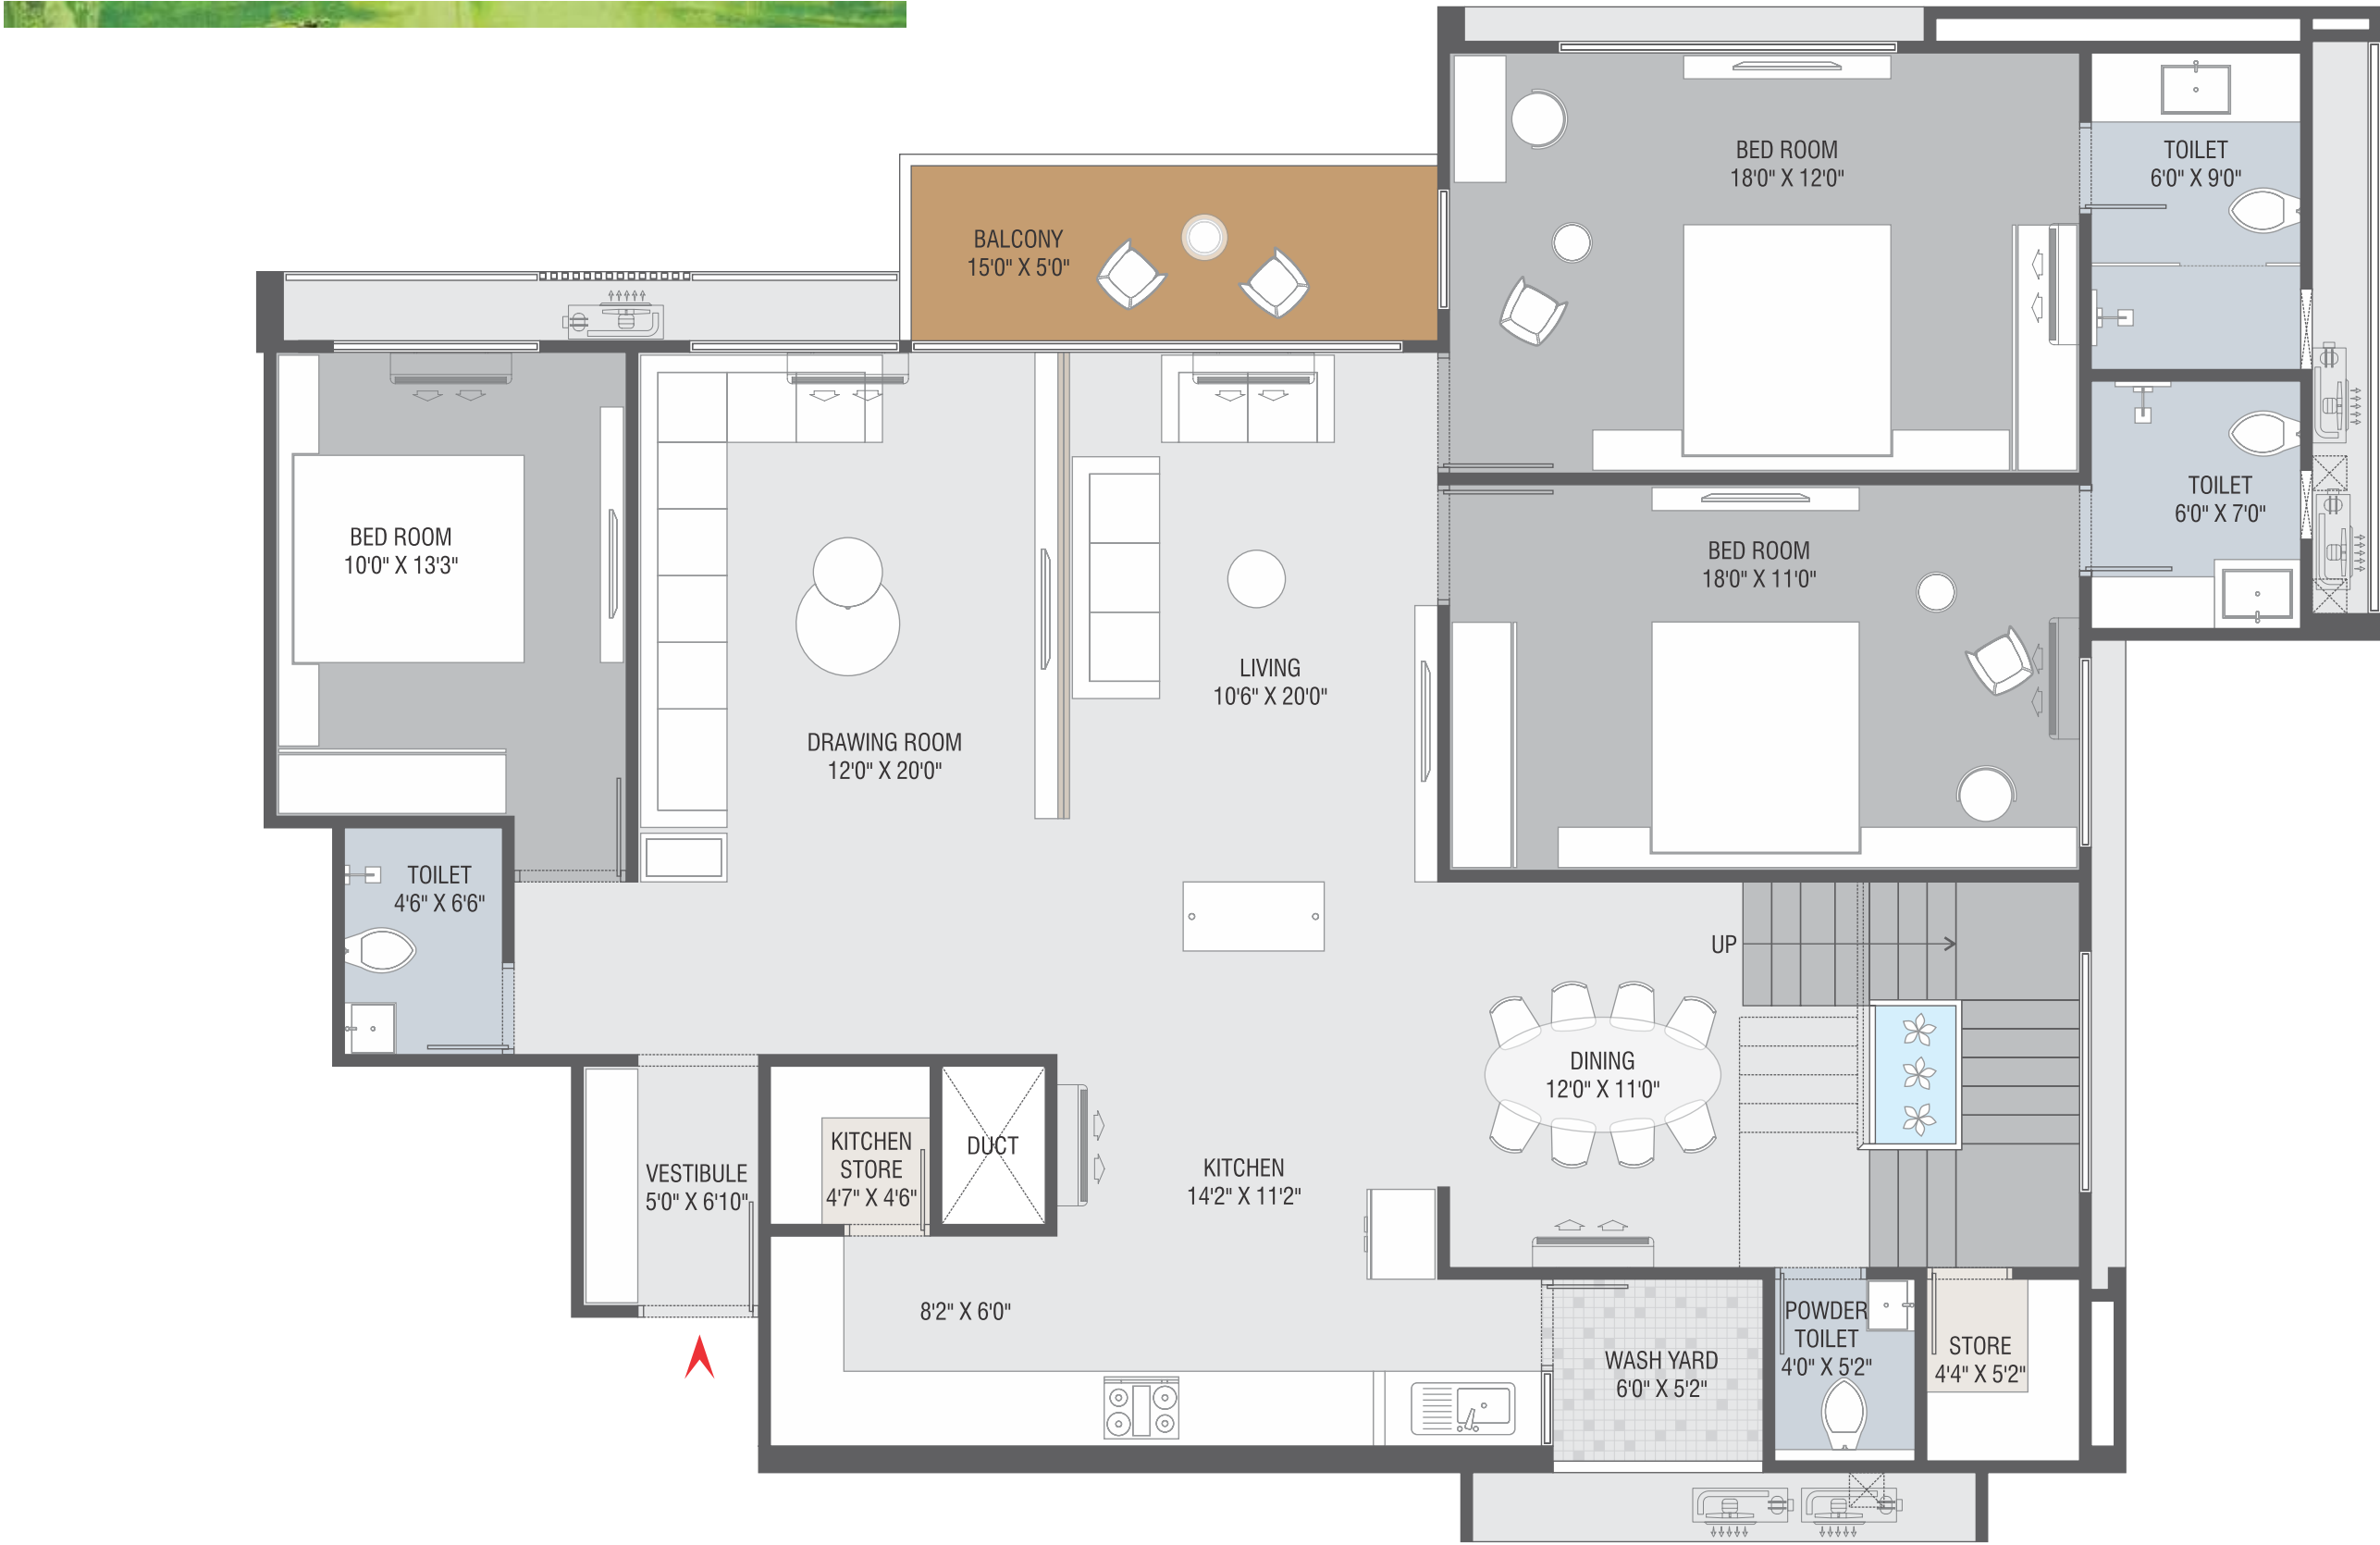 BED ROOM
18'0" X 12'0"
TOILET
6'0" X 9'0"
BALCONY
15'0" X 5'0"
TOILET
6'0" X 7'0"
BED ROOM
10'0" X 13'3"
BED ROOM
18'0" X 11'0"
LIVING
10'6" X 20'0"
DRAWING ROOM
12'0" X 20'0"
TOILET
4'6" X 6'6"
UP
DINING
12'0" X 11'0"
KITCHEN
STORE
4'7" X 4'6"
DUCT
VESTIBULE
5'0" X 6'10"
KITCHEN
14'2" X 11'2"
8'2" X 6'0"
POWDER
TOILET
4'0" X 5'2"
STORE
4'4" X 5'2"
WASH YARD
6'0" X 5'2"